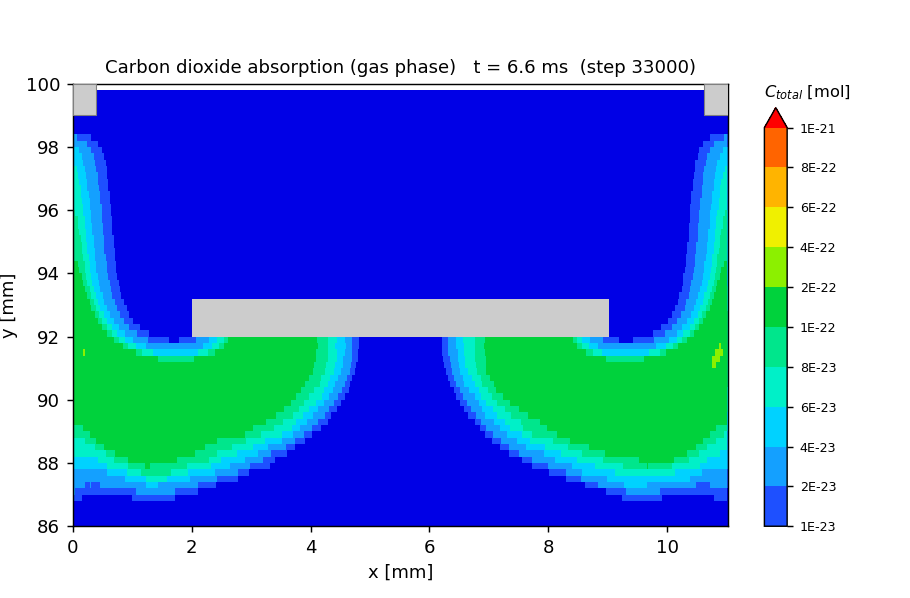 Carbon dioxide absorption (gas phase)   t = 6.6 ms  (step 33000)
C_total [mol]
100
98
96
94
92
90
88
86
y [mm]
0 2 4 6 8 10
x [mm]
1E-21
8E-22
6E-22
4E-22
2E-22
1E-22
8E-23
6E-23
4E-23
2E-23
1E-23